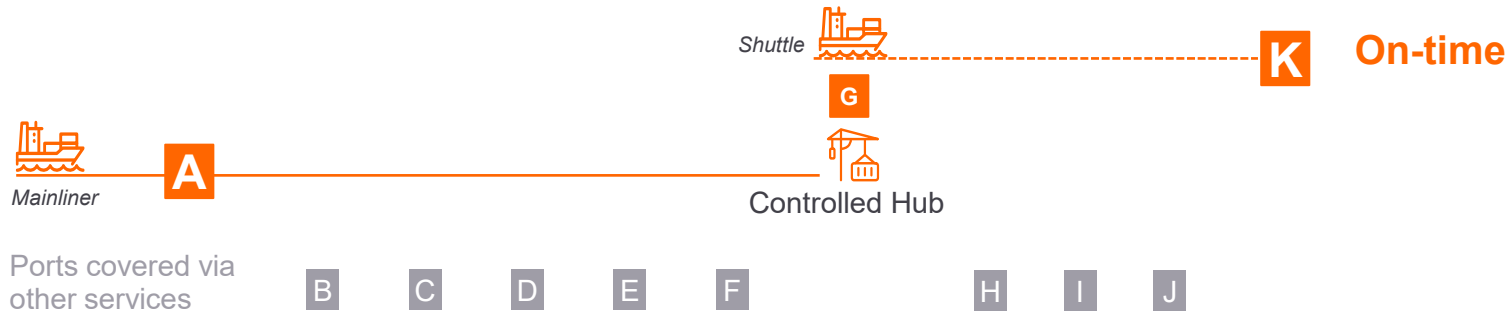 Shuttle
K
On-time
G
A
Mainliner
Controlled Hub
Ports covered via
other services
B C D E F H I J